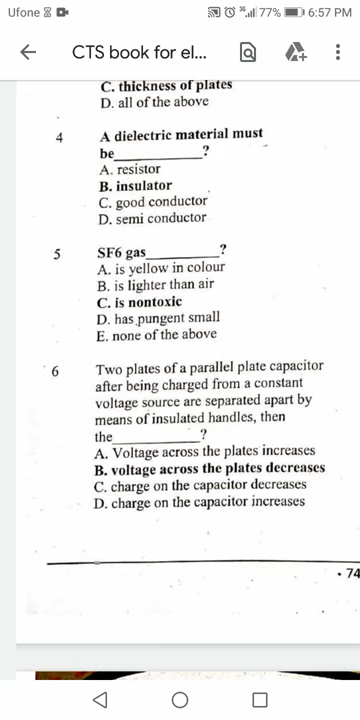 Ufone 77% 6:57 PM
CTS book for el...
C. thickness of plates
D. all of the above
4 A dielectric material must
be____________?
A. resistor
B. insulator
C. good conductor
D. semi conductor
5 SF6 gas__________?
A. is yellow in colour
B. is lighter than air
C. is nontoxic
D. has pungent small
E. none of the above
6 Two plates of a parallel plate capacitor
after being charged from a constant
voltage source are separated apart by
means of insulated handles, then
the____________?
A. Voltage across the plates increases
B. voltage across the plates decreases
C. charge on the capacitor decreases
D. charge on the capacitor increases
• 74